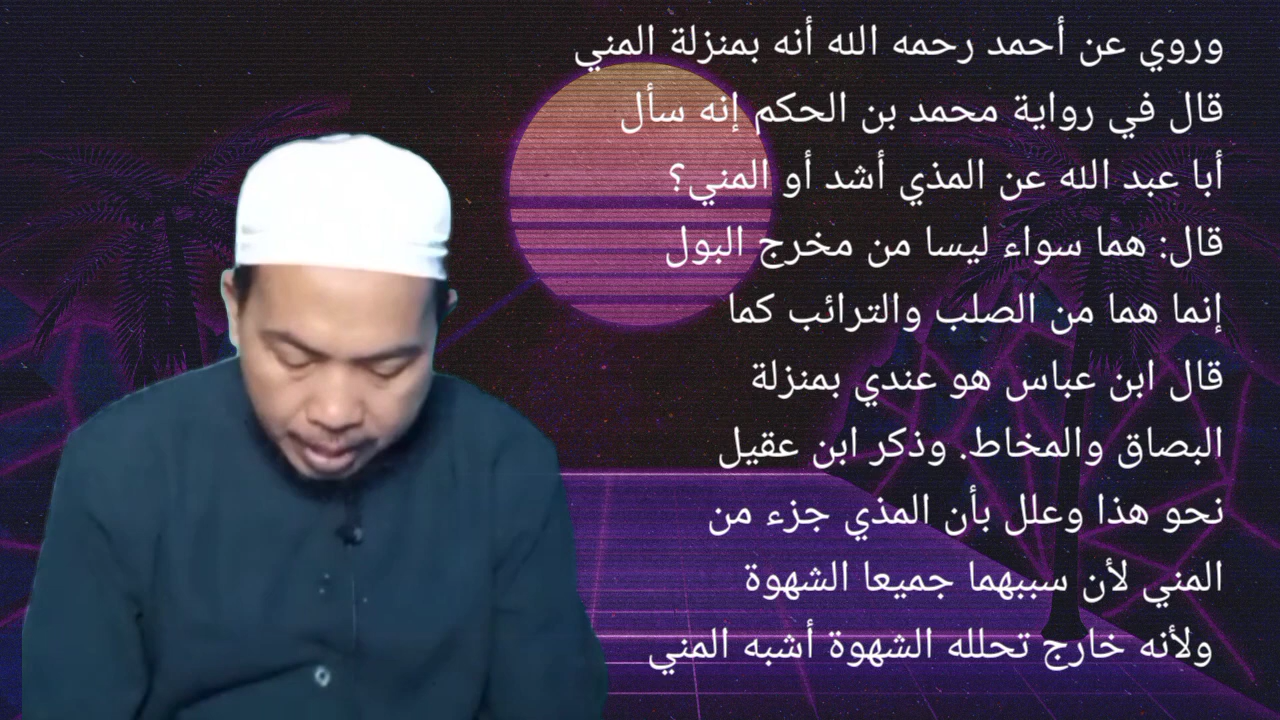 وروي عن أحمد رحمه الله أنه بمنزلة المني
قال في رواية محمد بن الحكم إنه سأل
أبا عبد الله عن المذي أشد أو المني؟
قال: هما سواء ليسا من مخرج البول
إنما هما من الصلب والترائب كما
قال ابن عباس هو عندي بمنزلة
البصاق والمخاط. وذكر ابن عقيل
نحو هذا وعلل بأن المذي جزء من
المني لأن سببهما جميعا الشهوة
ولأنه خارج تحلله الشهوة أشبه المني